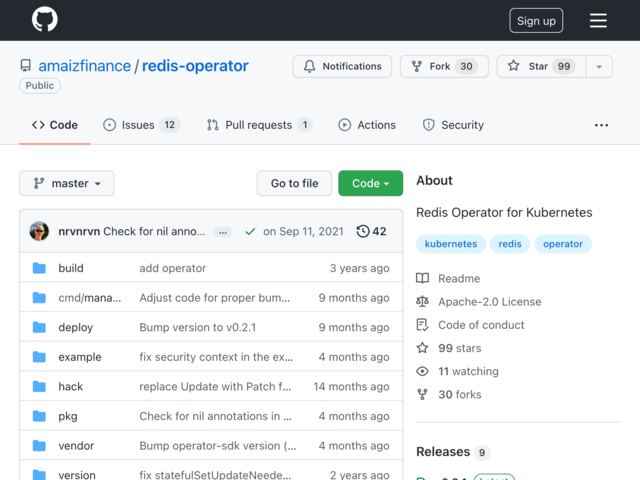 Sign up
amaizfinance / redis-operator
Notifications
Fork 30
Star 99
Public
Code
Issues 12
Pull requests 1
Actions
Security
master
Go to file
Code
nrvnrvn Check for nil anno... on Sep 11, 2021 42
build add operator 3 years ago
cmd/mana... Adjust code for proper bum... 9 months ago
deploy Bump version to v0.2.1 9 months ago
example fix security context in the ex... 4 months ago
hack replace Update with Patch f... 14 months ago
pkg Check for nil annotations in ... 4 months ago
vendor Bump operator-sdk version (... 4 months ago
version fix statefulSetUpdateNeede... 2 years ago
About
Redis Operator for Kubernetes
kubernetes redis operator
Readme
Apache-2.0 License
Code of conduct
99 stars
11 watching
30 forks
Releases 9